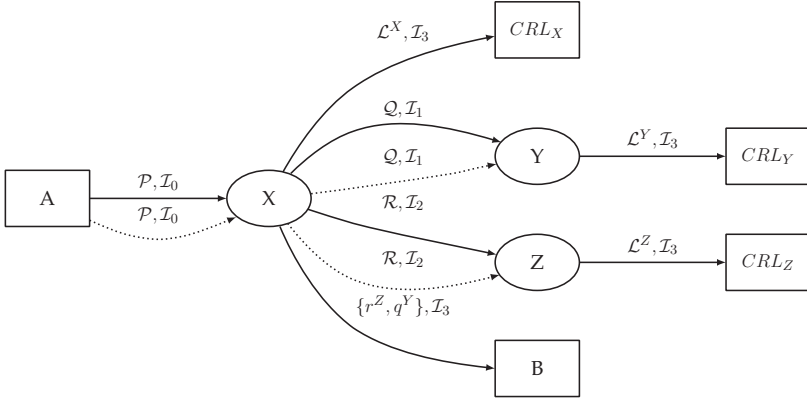 𝓛^X, 𝓘_3
CRL_X
𝓠, 𝓘_1
𝓠, 𝓘_1
Y
𝓛^Y, 𝓘_3
CRL_Y
A
𝓟, 𝓘_0
𝓟, 𝓘_0
X
𝓡, 𝓘_2
𝓡, 𝓘_2
Z
𝓛^Z, 𝓘_3
CRL_Z
{r^Z, q^Y}, 𝓘_3
B